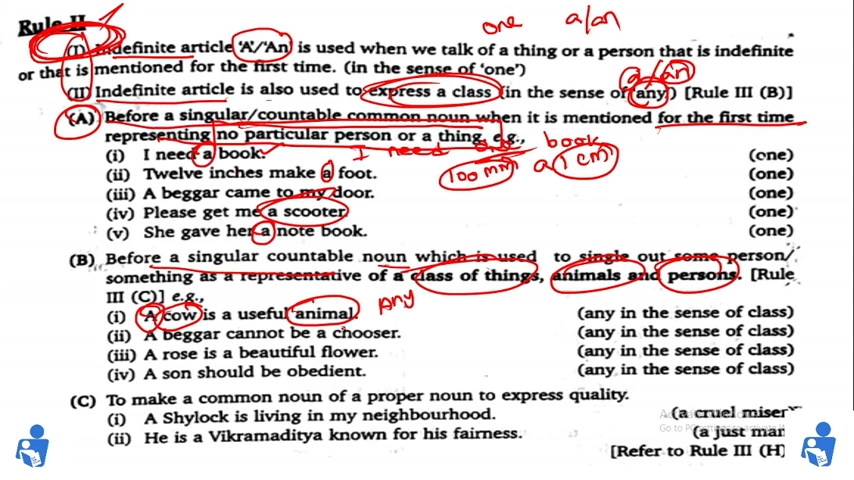 Rule-II
one a/an
(I) Indefinite article 'A'/'An is used when we talk of a thing or a person that is indefinite
or that is mentioned for the first time. (in the sense of 'one')
a/an
(II) Indefinite article is also used to express a class (in the sense of any) [Rule III (B)]
(A) Before a singular/countable common noun when it is mentioned for the first time
representing no particular person or a thing, e.g.,
I need one book
(i) I need a book. (one)
100 mm a 1 cm
(ii) Twelve inches make a foot. (one)
(iii) A beggar came to my door. (one)
(iv) Please get me a scooter. (one)
(v) She gave her a note book. (one)
(B) Before a singular countable noun which is used to single out some person/
something as a representative of a class of things, animals and persons. [Rule
III (C)] e.g.,
Any
(i) A cow is a useful animal. (any in the sense of class)
(ii) A beggar cannot be a chooser. (any in the sense of class)
(iii) A rose is a beautiful flower. (any in the sense of class)
(iv) A son should be obedient. (any in the sense of class)
(C) To make a common noun of a proper noun to express quality.
(i) A Shylock is living in my neighbourhood. (a cruel miser
(ii) He is a Vikramaditya known for his fairness. (a just man
[Refer to Rule III (H)